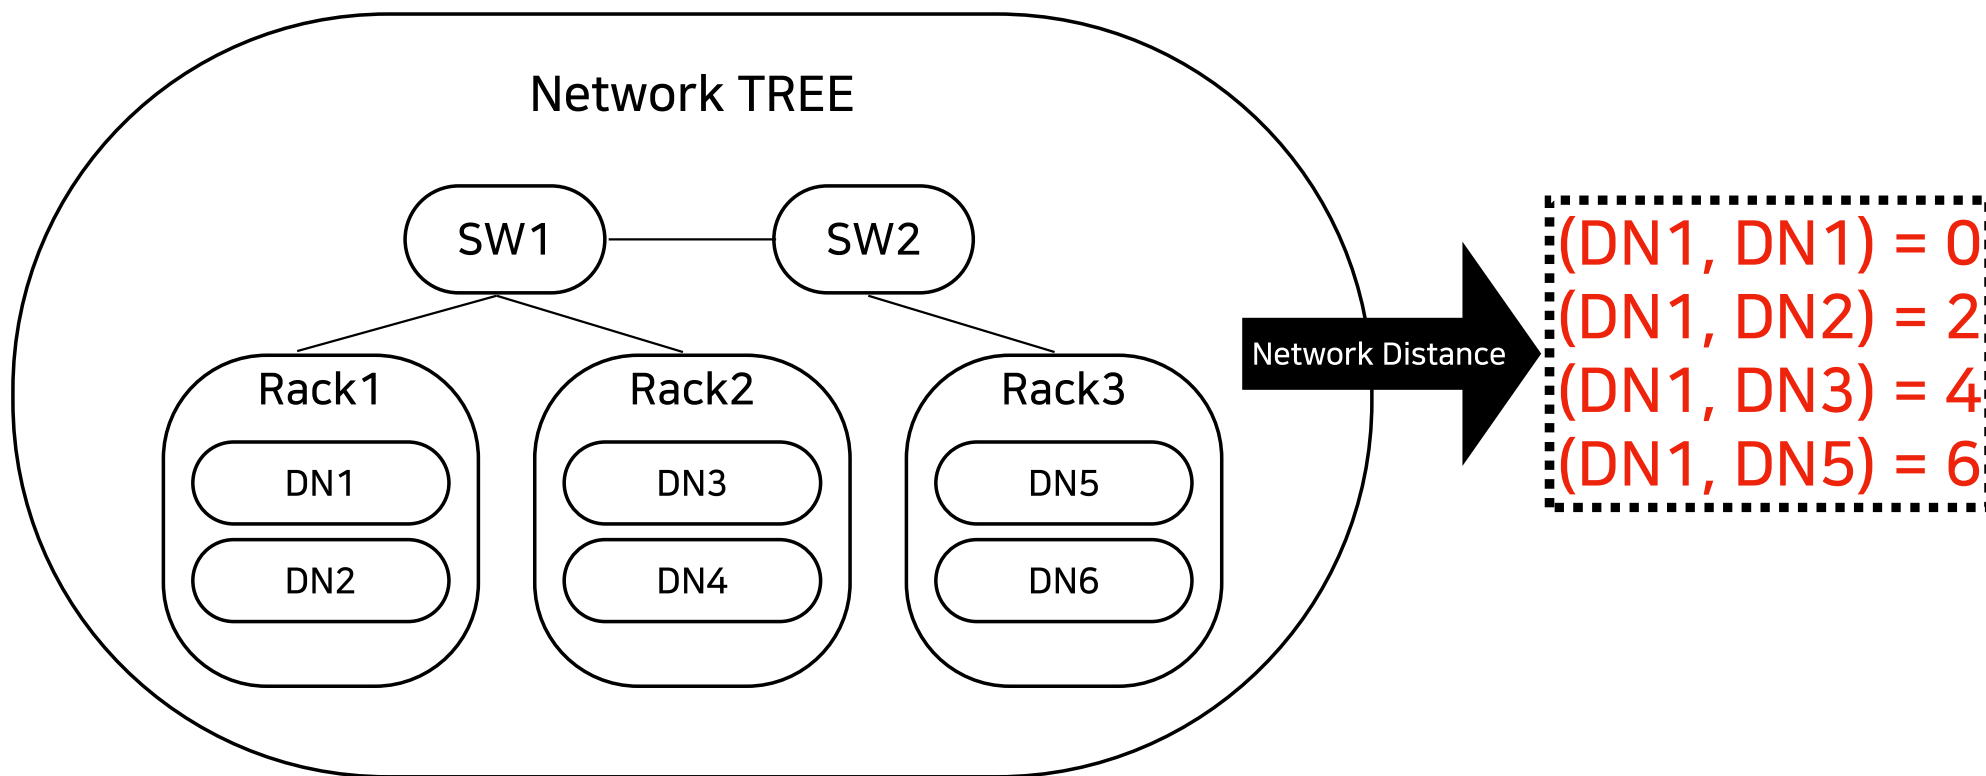 Network TREE
SW1
SW2
Rack1
DN1
DN2
Rack2
DN3
DN4
Rack3
DN5
DN6
Network Distance
(DN1, DN1) = 0
(DN1, DN2) = 2
(DN1, DN3) = 4
(DN1, DN5) = 6